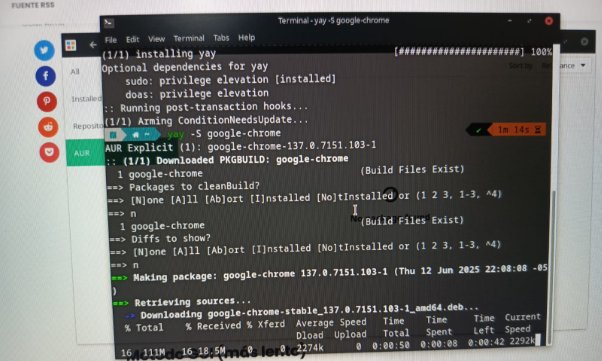 FUENTE RSS
Terminal - yay -S google-chrome
File Edit View Terminal Tabs Help
(1/1) installing yay [######################] 100%
Optional dependencies for yay
sudo: privilege elevation [installed]
doas: privilege elevation
:: Running post-transaction hooks...
(1/1) Arming ConditionNeedsUpdate...
~ yay -S google-chrome ✔ 1m 14s
AUR Explicit (1): google-chrome-137.0.7151.103-1
:: (1/1) Downloaded PKGBUILD: google-chrome
1 google-chrome (Build Files Exist)
==> Packages to cleanBuild?
==> [N]one [A]ll [Ab]ort [I]nstalled [No]tInstalled or (1 2 3, 1-3, ^4)
==> n
1 google-chrome (Build Files Exist)
==> Diffs to show?
==> [N]one [A]ll [Ab]ort [I]nstalled [No]tInstalled or (1 2 3, 1-3, ^4)
==> n
==> Making package: google-chrome 137.0.7151.103-1 (Thu 12 Jun 2025 22:08:08 -05
)
==> Retrieving sources...
-> Downloading google-chrome-stable_137.0.7151.103-1_amd64.deb...
% Total % Received % Xferd Average Speed Time Time Time Current
Dload Upload Total Spent Left Speed
16 111M 16 18.5M 0 0 2274k 0 0:00:50 0:00:08 0:00:42 2292k
All
Installed
Reposito
AUR
Sort by